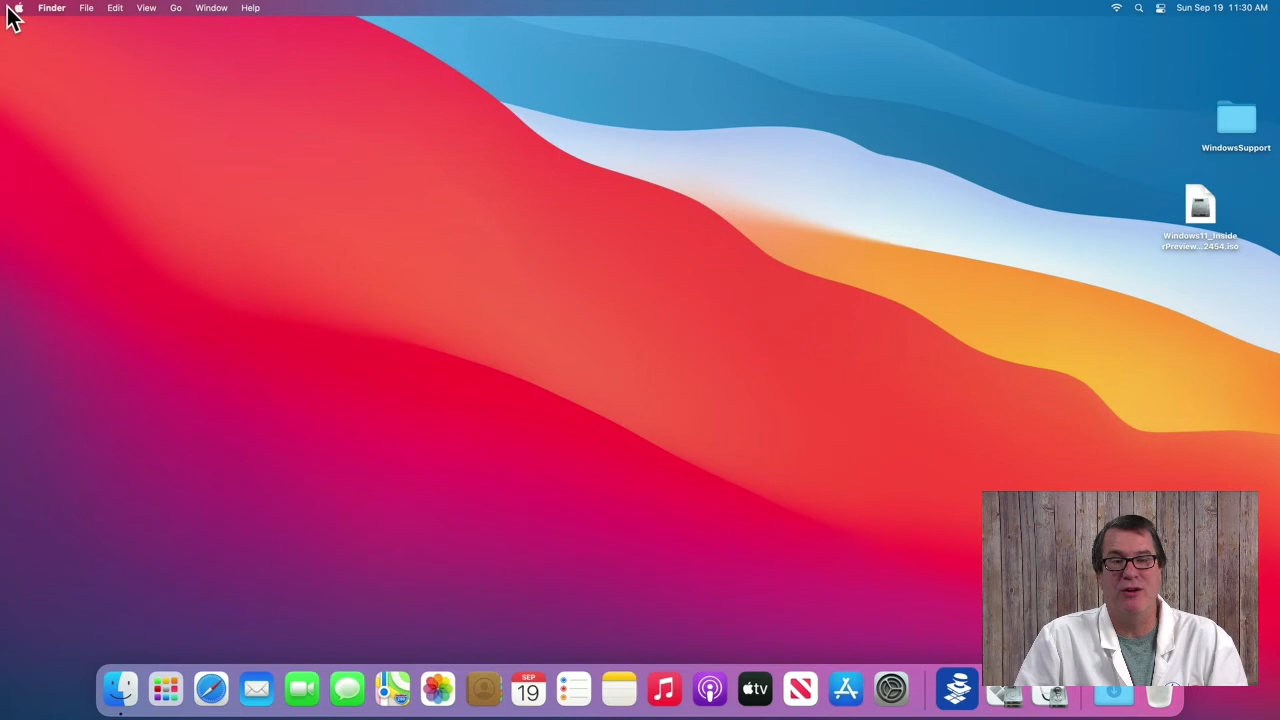 Finder File Edit View Go Window Help Sun Sep 19 11:30 AM
WindowsSupport
Windows11_Inside
rPreview...2454.iso
SEP
19
tv